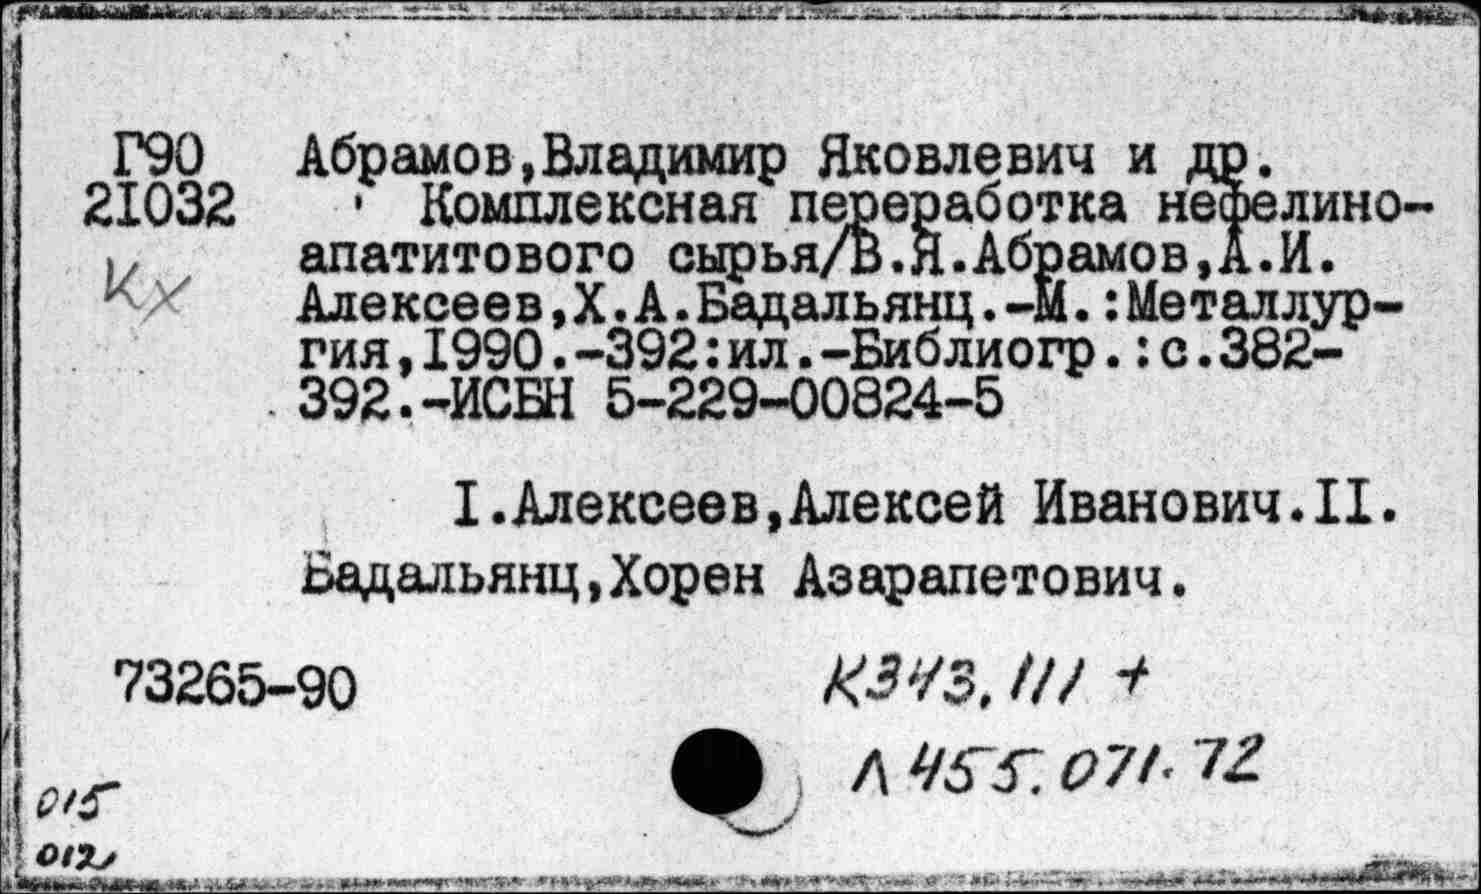 Г90 Абрамов,Владимир Яковлевич и др.
21032 Комплексная переработка нефелино-
апатитового сырья/В.Я.Абрамов,А.И.
Кх
Алексеев,Х.А.Бадальянц.-М.:Металлур-
гия,1990.-392:ил.-Библиогр.:с.382-
392.-ИСБН 5-229-00824-5
I.Алексеев,Алексей Иванович.II.
Бадальянц,Хорен Азарапетович.
73265-90
К343.111 +
Л455.071.72
015
012